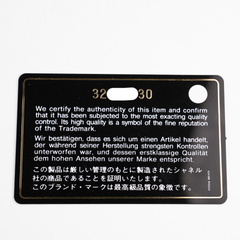 32 30
We certify the authenticity of this item and confirm
that it has been subjected to the most exacting quality
control. Its high quality is a symbol of the fine reputation
of the Trademark.
Wir bestätigen, dass es sich um einen Artikel handelt,
der während seiner Herstellung strengsten Kontrollen
unterworfen war, und dessen erstklassige Qualität
dem hohen Ansehen unserer Marke entspricht.
この製品は厳しい管理のもとに製造されたシャネル
社の商品であることを証明いたします。
このブランド・マークは最高級品質の象徴です。